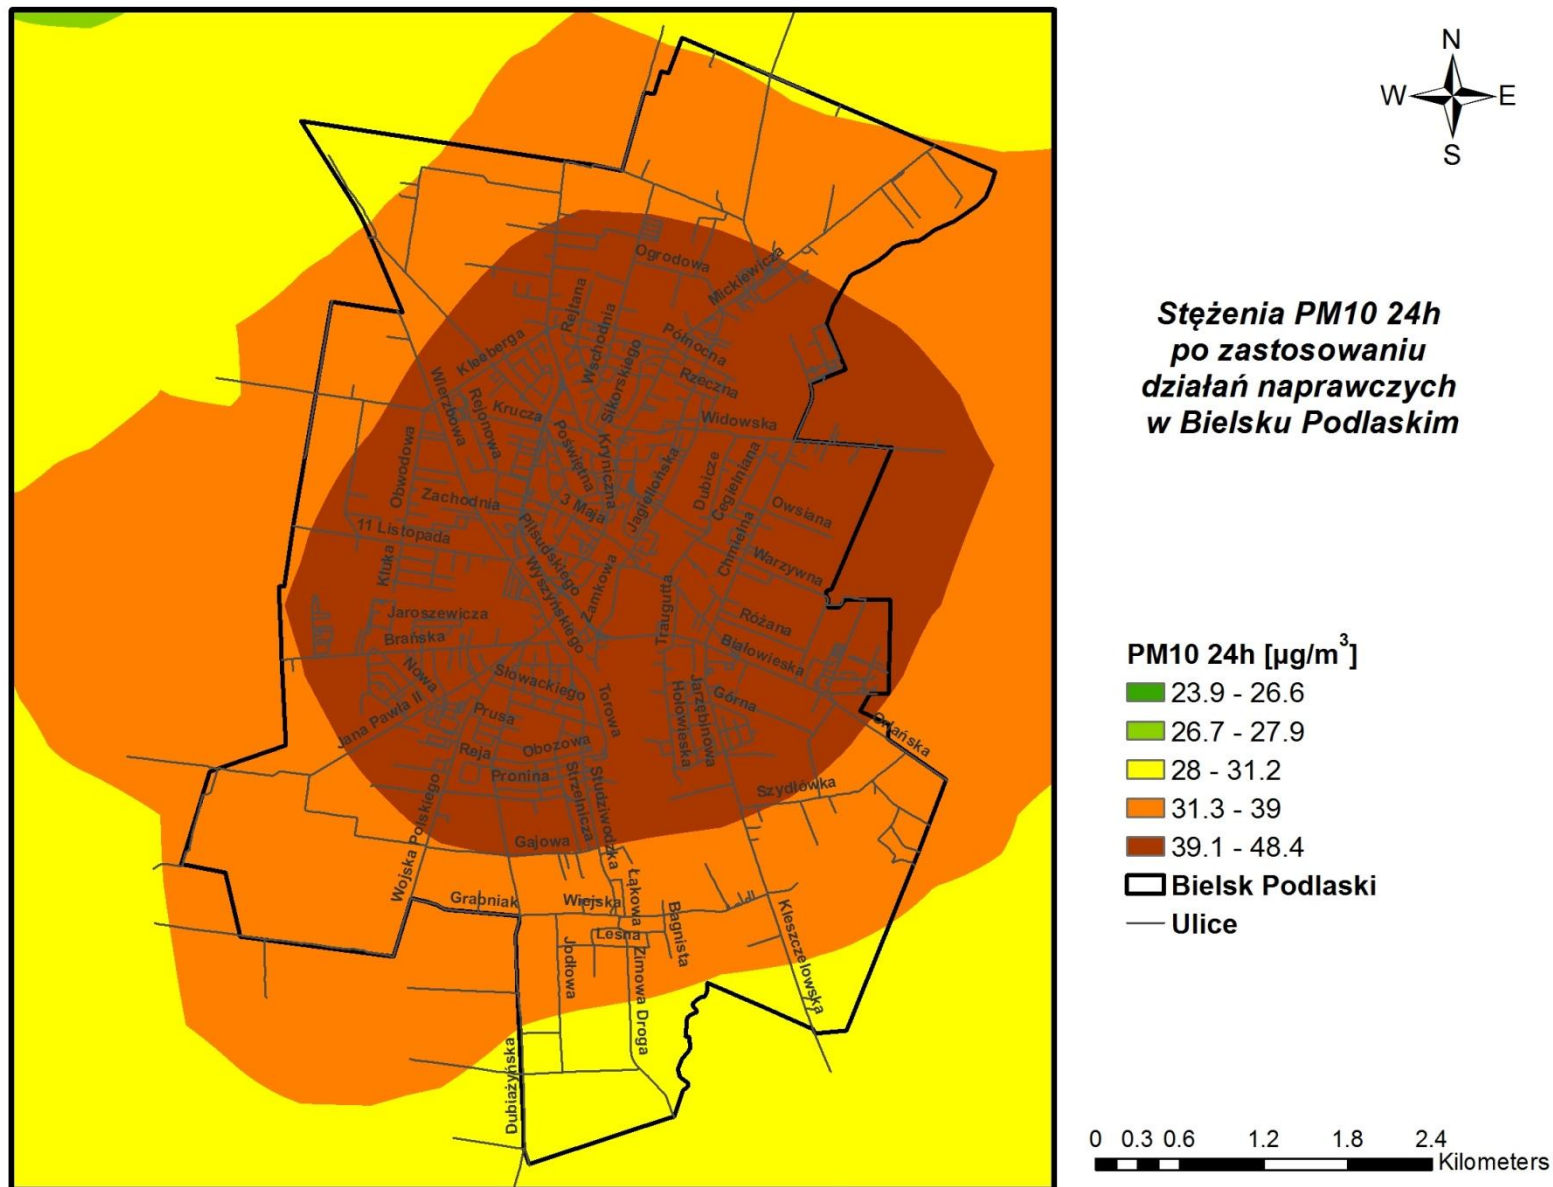 N
W E
S
Stężenia PM10 24h
po zastosowaniu
działań naprawczych
w Bielsku Podlaskim
PM10 24h [µg/m³]
23.9 - 26.6
26.7 - 27.9
28 - 31.2
31.3 - 39
39.1 - 48.4
Bielsk Podlaski
Ulice
0 0.3 0.6 1.2 1.8 2.4
Kilometers
Ogrodowa
Mickiewicza
Rejtana
Wschodnia
Północna
Kleeberga
Sikorskiego
Rzeczna
Wierzbowa
Rejonowa
Krucza
Widowska
Poświętna
Kryniczna
Obwodowa
Jagiellońska
Dubicze
Cegielniana
Zachodnia
3 Maja
Owsiana
11 Listopada
Piłsudskiego
Chmielna
Warzywna
Kluka
Wyszyńskiego
Zamkowa
Traugutta
Jaroszewicza
Różana
Brańska
Białowieska
Nowa
Słowackiego
Torowa
Hołowieska
Jarzębinowa
Górna
Jana Pawła II
Prusa
Orlańska
Reja
Obozowa
Pronina
Strzelnicza
Studziwodzka
Szydłówka
Wojska Polskiego
Gajowa
Grabniak
Wiejska
Łąkowa
Bagnista
Leśna
Jodłowa
Zimowa Droga
Kleszczelowska
Dubiażyńska